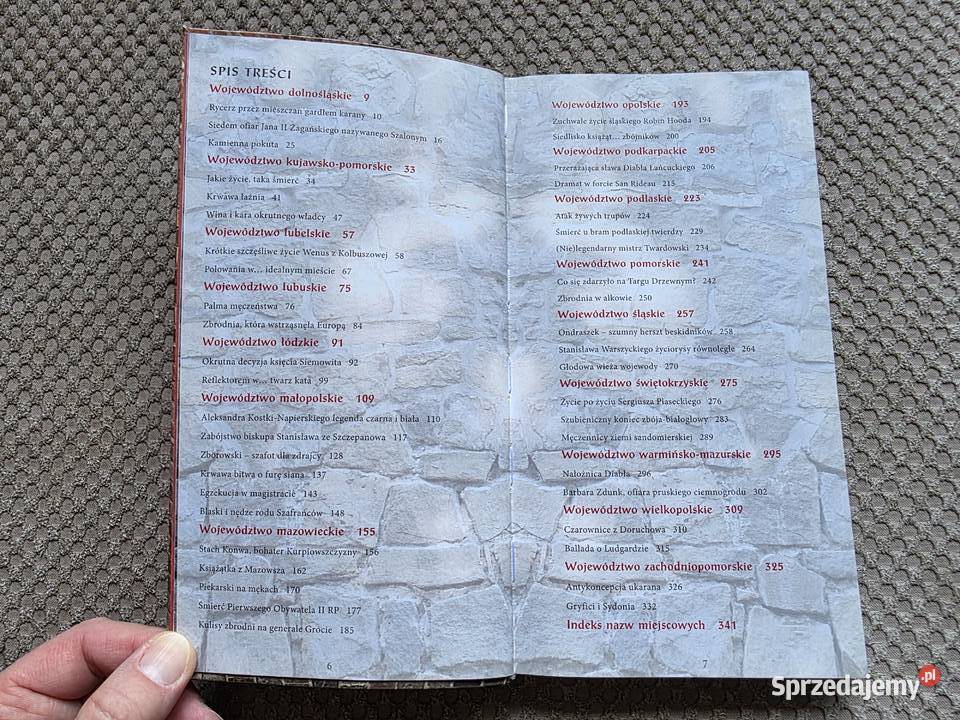 SPIS TREŚCI
Województwo dolnośląskie 9
Rycerz przez mieszczan gardłem karany 10
Siedem ofiar Jana II Żagańskiego nazywanego Szalonym 16
Kamienna pokuta 25
Województwo kujawsko-pomorskie 33
Jakie życie, taka śmierć 34
Krwawa łaźnia 41
Wina i kara okrutnego władcy 47
Województwo lubelskie 57
Krótkie szczęśliwe życie Wenus z Kolbuszowej 58
Polowania w... idealnym mieście 67
Województwo lubuskie 75
Palma męczeństwa 76
Zbrodnia, która wstrząsnęła Europą 84
Województwo łódzkie 91
Okrutna decyzja księcia Siemowita 92
Reflektorem w... twarz kata 99
Województwo małopolskie 109
Aleksandra Kostki-Napierskiego legenda czarna i biała 110
Zabójstwo biskupa Stanisława ze Szczepanowa 117
Zborowski – szafot dla zdrajcy 128
Krwawa bitwa o furę siana 137
Egzekucja w magistracie 143
Blaski i nędze rodu Szafrańców 148
Województwo mazowieckie 155
Stach Konwa, bohater Kurpiowszczyzny 156
Książątka z Mazowsza 162
Piekarski na mękach 170
Śmierć Pierwszego Obywatela II RP 177
Kulisy zbrodni na generale Grocie 185
6
Województwo opolskie 193
Zuchwałe życie śląskiego Robin Hooda 194
Siedlisko książąt... zbójników 200
Województwo podkarpackie 205
Przerażająca sława Diabła Łańcuckiego 206
Dramat w forcie San Rideau 215
Województwo podlaskie 223
Atak żywych trupów 224
Śmierć u bram podlaskiej twierdzy 229
(Nie)legendarny mistrz Twardowski 234
Województwo pomorskie 241
Co się zdarzyło na Targu Drzewnym? 242
Zbrodnia w alkowie 250
Województwo śląskie 257
Ondraszek – szumny herszt beskidników 258
Stanisława Warszyckiego życiorysy równoległe 264
Głodowa wieża wojewody 270
Województwo świętokrzyskie 275
Życie po życiu Sergiusza Piaseckiego 276
Szubieniczny koniec zbója-białogłowy 283
Męczennicy ziemi sandomierskiej 289
Województwo warmińsko-mazurskie 295
Nałożnica Diabła 296
Barbara Zdunk, ofiara pruskiego ciemnogrodu 302
Województwo wielkopolskie 309
Czarownice z Doruchowa 310
Ballada o Ludgardzie 315
Województwo zachodniopomorskie 325
Antykoncepcja ukarana 326
Gryfici i Sydonia 332
Indeks nazw miejscowych 341
7
Sprzedajemy.pl